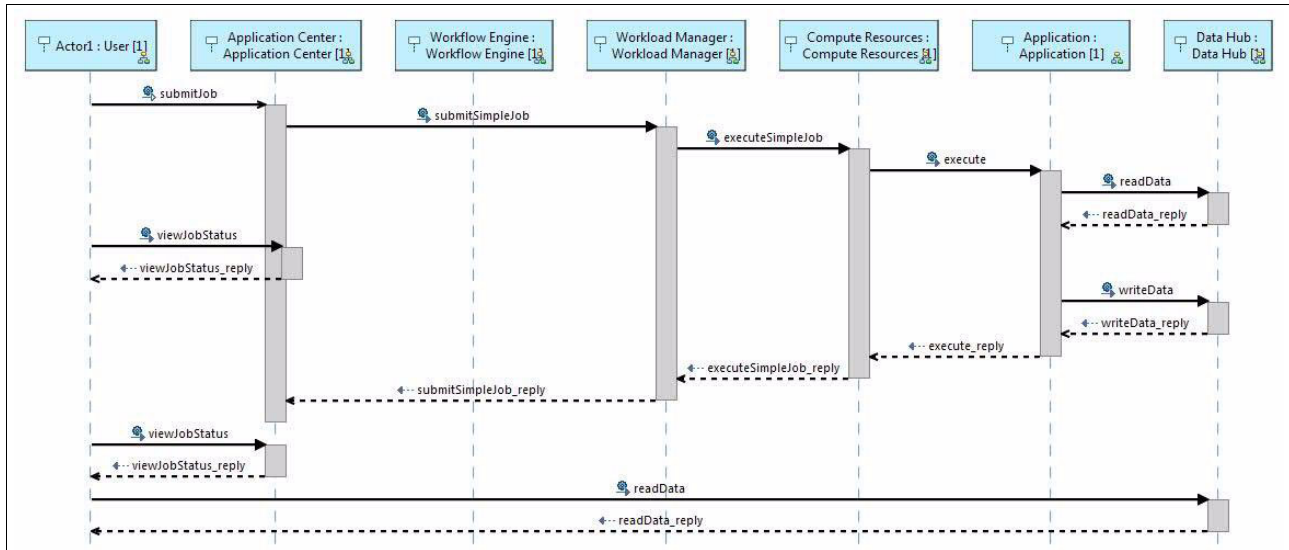 Actor1 : User [1]
Application Center :
Application Center [1]
Workflow Engine :
Workflow Engine [1]
Workload Manager :
Workload Manager [1]
Compute Resources :
Compute Resources [1]
Application :
Application [1]
Data Hub :
Data Hub [1]
submitJob
submitSimpleJob
executeSimpleJob
execute
readData
readData_reply
viewJobStatus
viewJobStatus_reply
writeData
writeData_reply
execute_reply
executeSimpleJob_reply
submitSimpleJob_reply
viewJobStatus
viewJobStatus_reply
readData
readData_reply